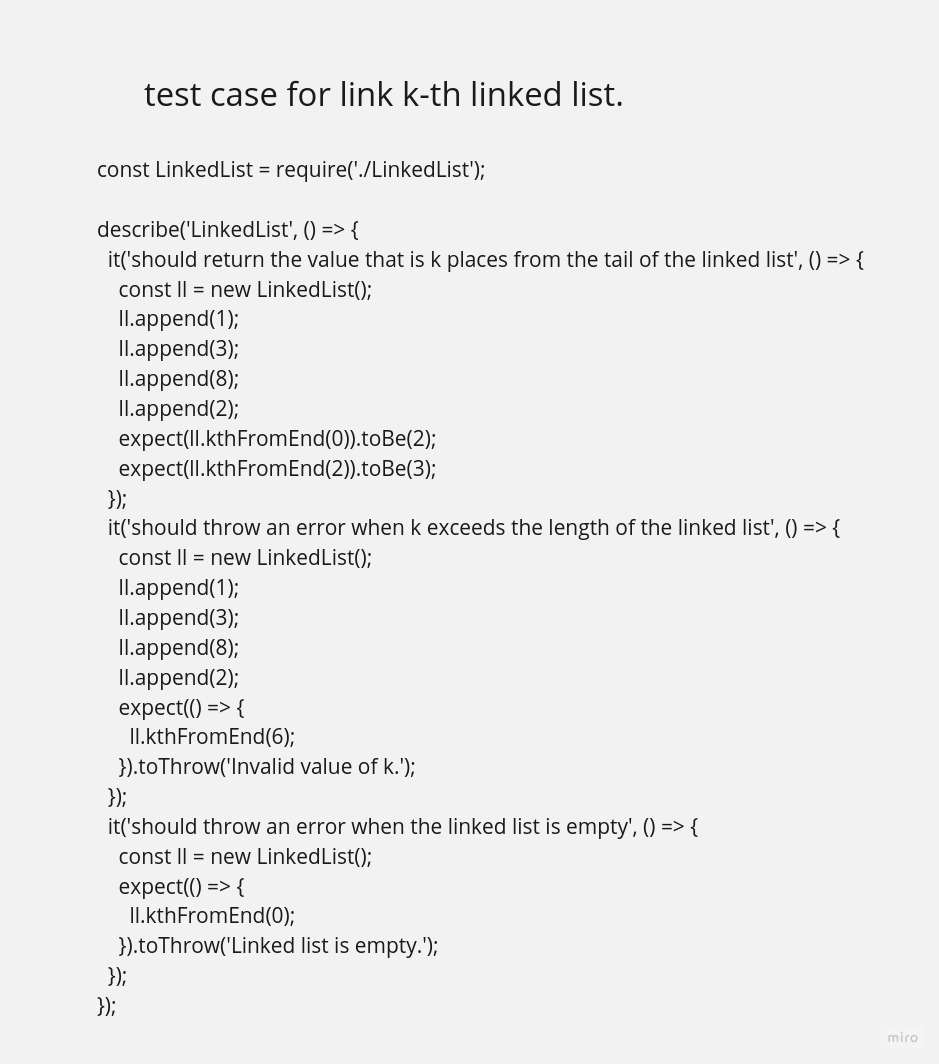 test case for link k-th linked list.
const LinkedList = require('./LinkedList');
describe('LinkedList', () => {
it('should return the value that is k places from the tail of the linked list', () => {
const ll = new LinkedList();
ll.append(1);
ll.append(3);
ll.append(8);
ll.append(2);
expect(ll.kthFromEnd(0)).toBe(2);
expect(ll.kthFromEnd(2)).toBe(3);
});
it('should throw an error when k exceeds the length of the linked list', () => {
const ll = new LinkedList();
ll.append(1);
ll.append(3);
ll.append(8);
ll.append(2);
expect(() => {
ll.kthFromEnd(6);
}).toThrow('Invalid value of k.');
});
it('should throw an error when the linked list is empty', () => {
const ll = new LinkedList();
expect(() => {
ll.kthFromEnd(0);
}).toThrow('Linked list is empty.');
});
});
miro